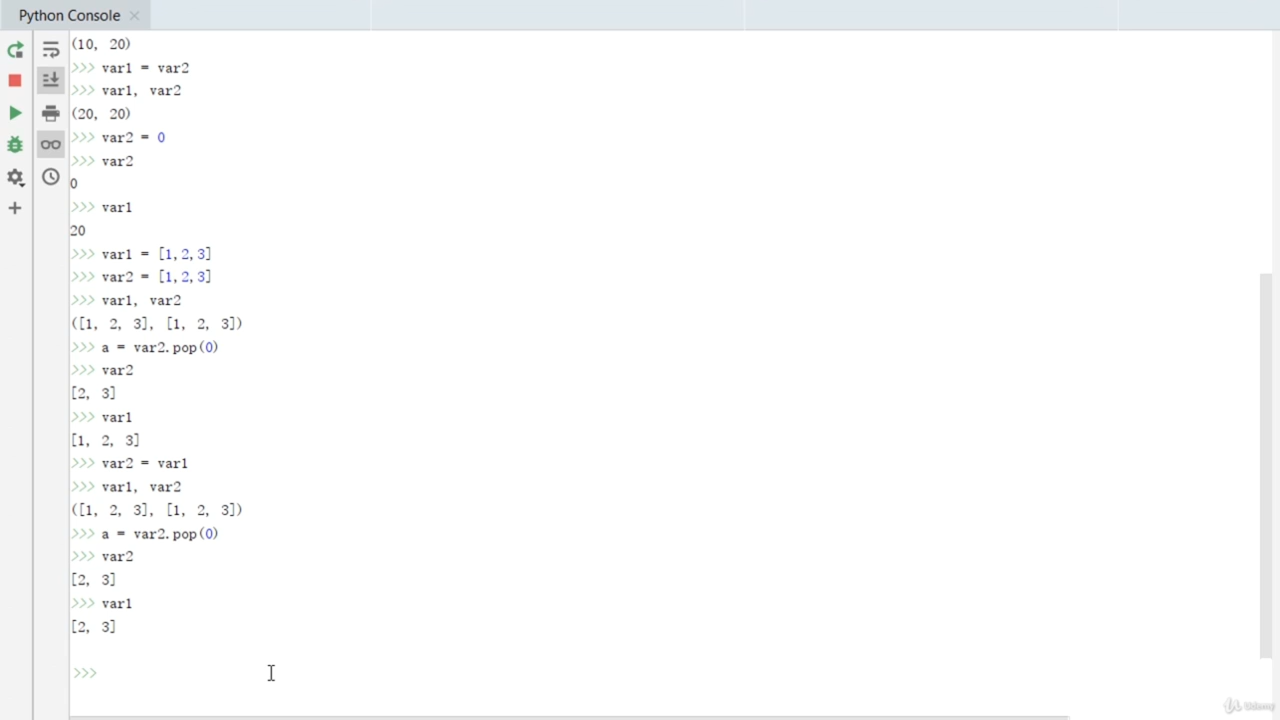 Python Console
(10, 20)
>>> var1 = var2
>>> var1, var2
(20, 20)
>>> var2 = 0
>>> var2
0
>>> var1
20
>>> var1 = [1,2,3]
>>> var2 = [1,2,3]
>>> var1, var2
([1, 2, 3], [1, 2, 3])
>>> a = var2.pop(0)
>>> var2
[2, 3]
>>> var1
[1, 2, 3]
>>> var2 = var1
>>> var1, var2
([1, 2, 3], [1, 2, 3])
>>> a = var2.pop(0)
>>> var2
[2, 3]
>>> var1
[2, 3]
>>>
Udemy